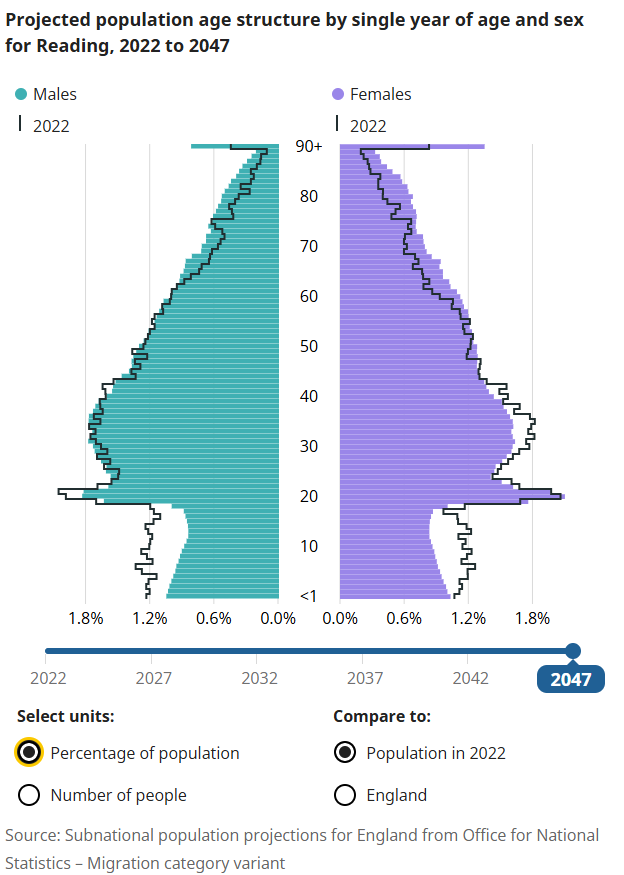 Projected population age structure by single year of age and sex
for Reading, 2022 to 2047
Males
Females
2022
2022
90+
80
70
60
50
40
30
20
10
<1
1.8%
1.2%
0.6%
0.0%
0.0%
0.6%
1.2%
1.8%
2022
2027
2032
2037
2042
2047
Select units:
Compare to:
Percentage of population
Population in 2022
Number of people
England
Source: Subnational population projections for England from Office for National
Statistics – Migration category variant